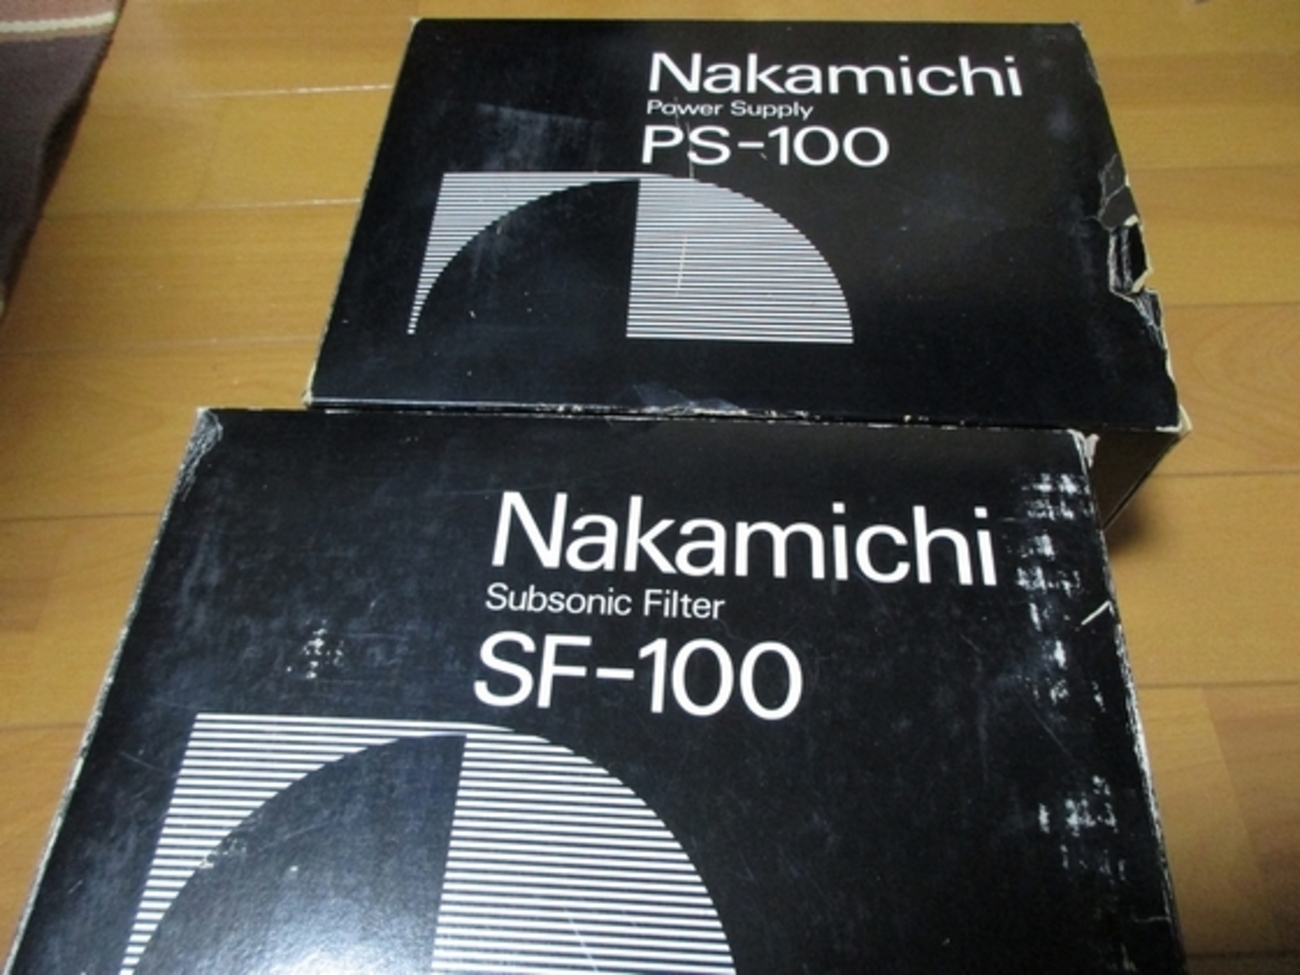 Nakamichi
Power Supply
PS-100
Nakamichi
Subsonic Filter
SF-100